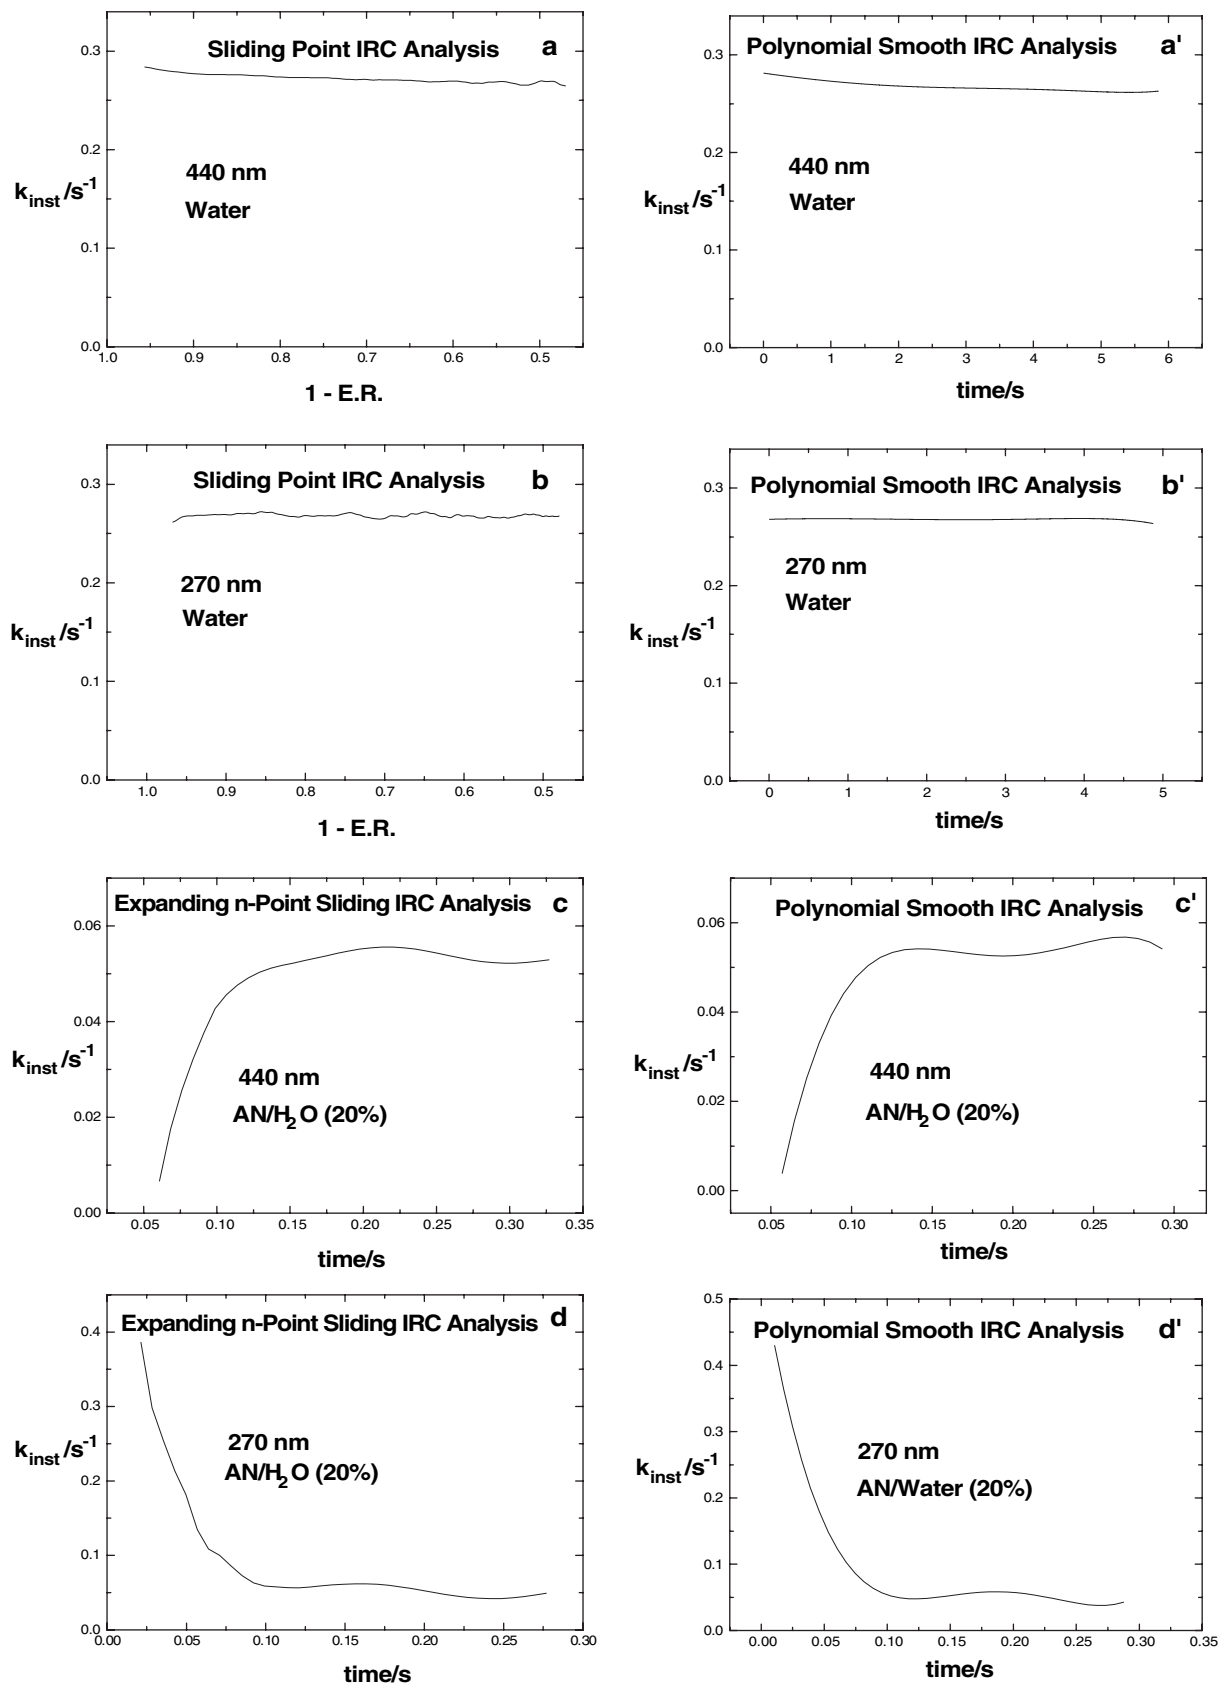 Sliding Point IRC Analysis a
0.3
0.2
0.1
0.0
k_inst/s^-1
440 nm
Water
1.0 0.9 0.8 0.7 0.6 0.5
1 - E.R.
Polynomial Smooth IRC Analysis a'
0.3
0.2
0.1
0.0
k_inst/s^-1
440 nm
Water
0 1 2 3 4 5 6
time/s
Sliding Point IRC Analysis b
0.3
0.2
0.1
0.0
k_inst/s^-1
270 nm
Water
1.0 0.9 0.8 0.7 0.6 0.5
1 - E.R.
Polynomial Smooth IRC Analysis b'
0.3
0.2
0.1
0.0
k_inst/s^-1
270 nm
Water
0 1 2 3 4 5
time/s
Expanding n-Point Sliding IRC Analysis c
0.06
0.04
0.02
0.00
k_inst/s^-1
440 nm
AN/H2O (20%)
0.05 0.10 0.15 0.20 0.25 0.30 0.35
time/s
Polynomial Smooth IRC Analysis c'
0.06
0.04
0.02
0.00
k_inst/s^-1
440 nm
AN/H2O (20%)
0.05 0.10 0.15 0.20 0.25 0.30
time/s
Expanding n-Point Sliding IRC Analysis d
0.4
0.3
0.2
0.1
0.0
k_inst/s^-1
270 nm
AN/H2O (20%)
0.00 0.05 0.10 0.15 0.20 0.25 0.30
time/s
Polynomial Smooth IRC Analysis d'
0.5
0.4
0.3
0.2
0.1
0.0
k_inst/s^-1
270 nm
AN/Water (20%)
0.00 0.05 0.10 0.15 0.20 0.25 0.30 0.35
time/s